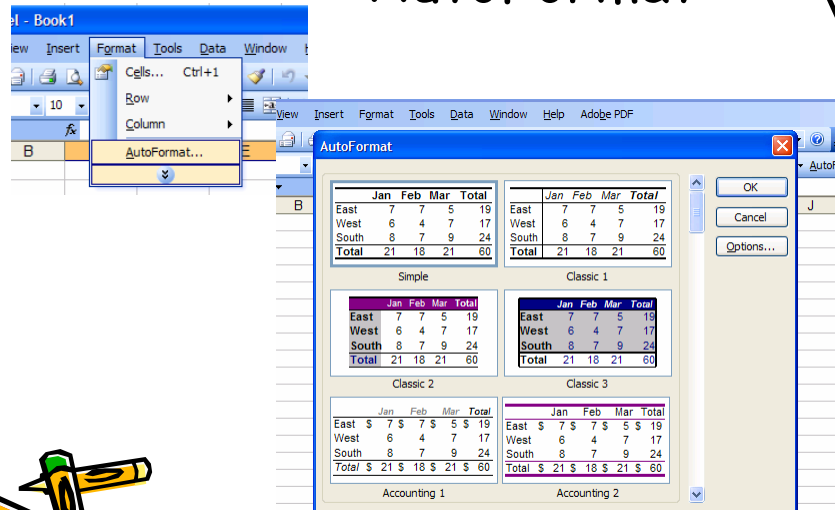 AutoFormat
el - Book1
iew Insert Format Tools Data Window
Cells... Ctrl+1
10 Row
fx Column
B AutoFormat... E
View Insert Format Tools Data Window Help Adobe PDF
AutoFormat
B J
OK
Cancel
Options...
Jan Feb Mar Total
East 7 7 5 19
West 6 4 7 17
South 8 7 9 24
Total 21 18 21 60
Simple
Jan Feb Mar Total
East 7 7 5 19
West 6 4 7 17
South 8 7 9 24
Total 21 18 21 60
Classic 1
Jan Feb Mar Total
East 7 7 5 19
West 6 4 7 17
South 8 7 9 24
Total 21 18 21 60
Classic 2
Jan Feb Mar Total
East 7 7 5 19
West 6 4 7 17
South 8 7 9 24
Total 21 18 21 60
Classic 3
Jan Feb Mar Total
East $ 7 $ 7 $ 5 $ 19
West 6 4 7 17
South 8 7 9 24
Total $ 21 $ 18 $ 21 $ 60
Accounting 1
Jan Feb Mar Total
East $ 7 $ 7 $ 5 $ 19
West 6 4 7 17
South 8 7 9 24
Total $ 21 $ 18 $ 21 $ 60
Accounting 2